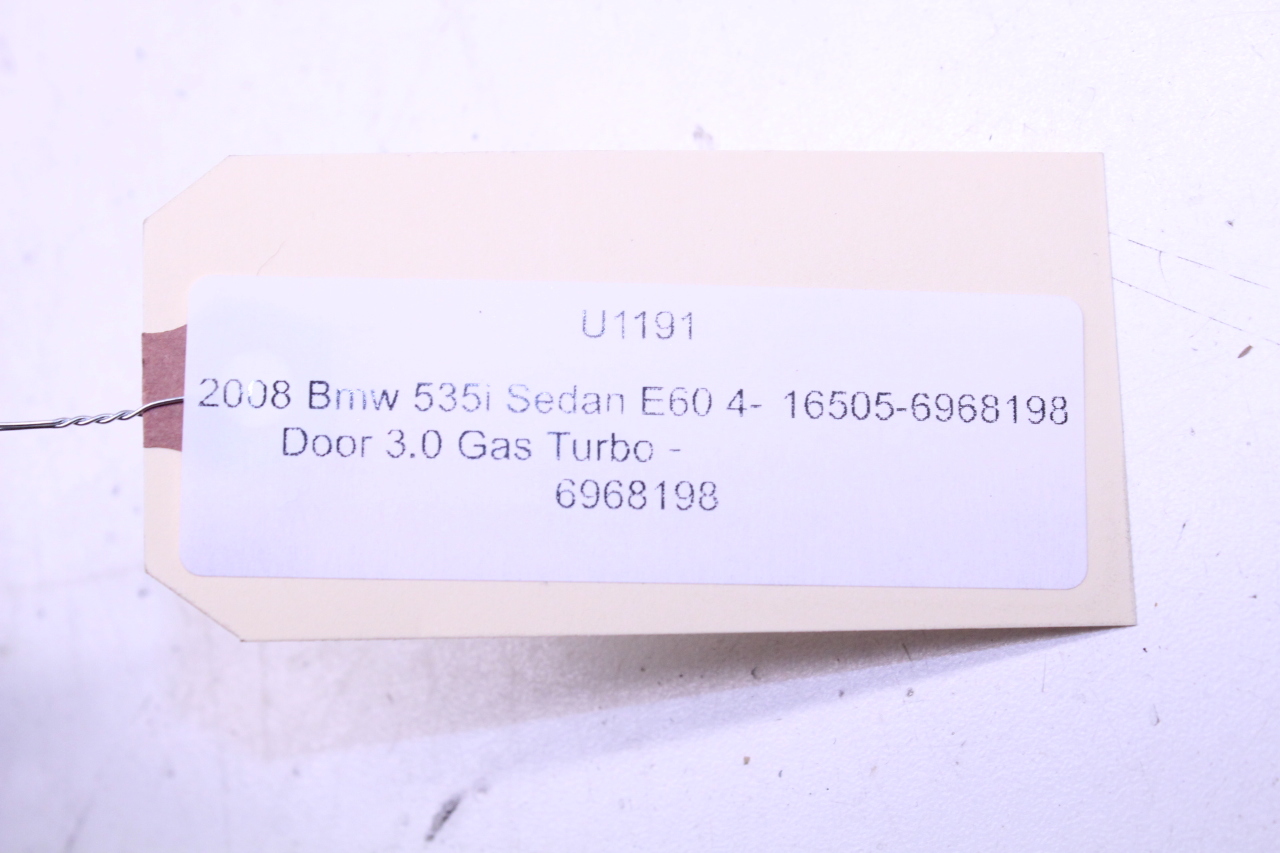 U1191
2008 Bmw 535i Sedan E60 4- 16505-6968198
Door 3.0 Gas Turbo -
6968198